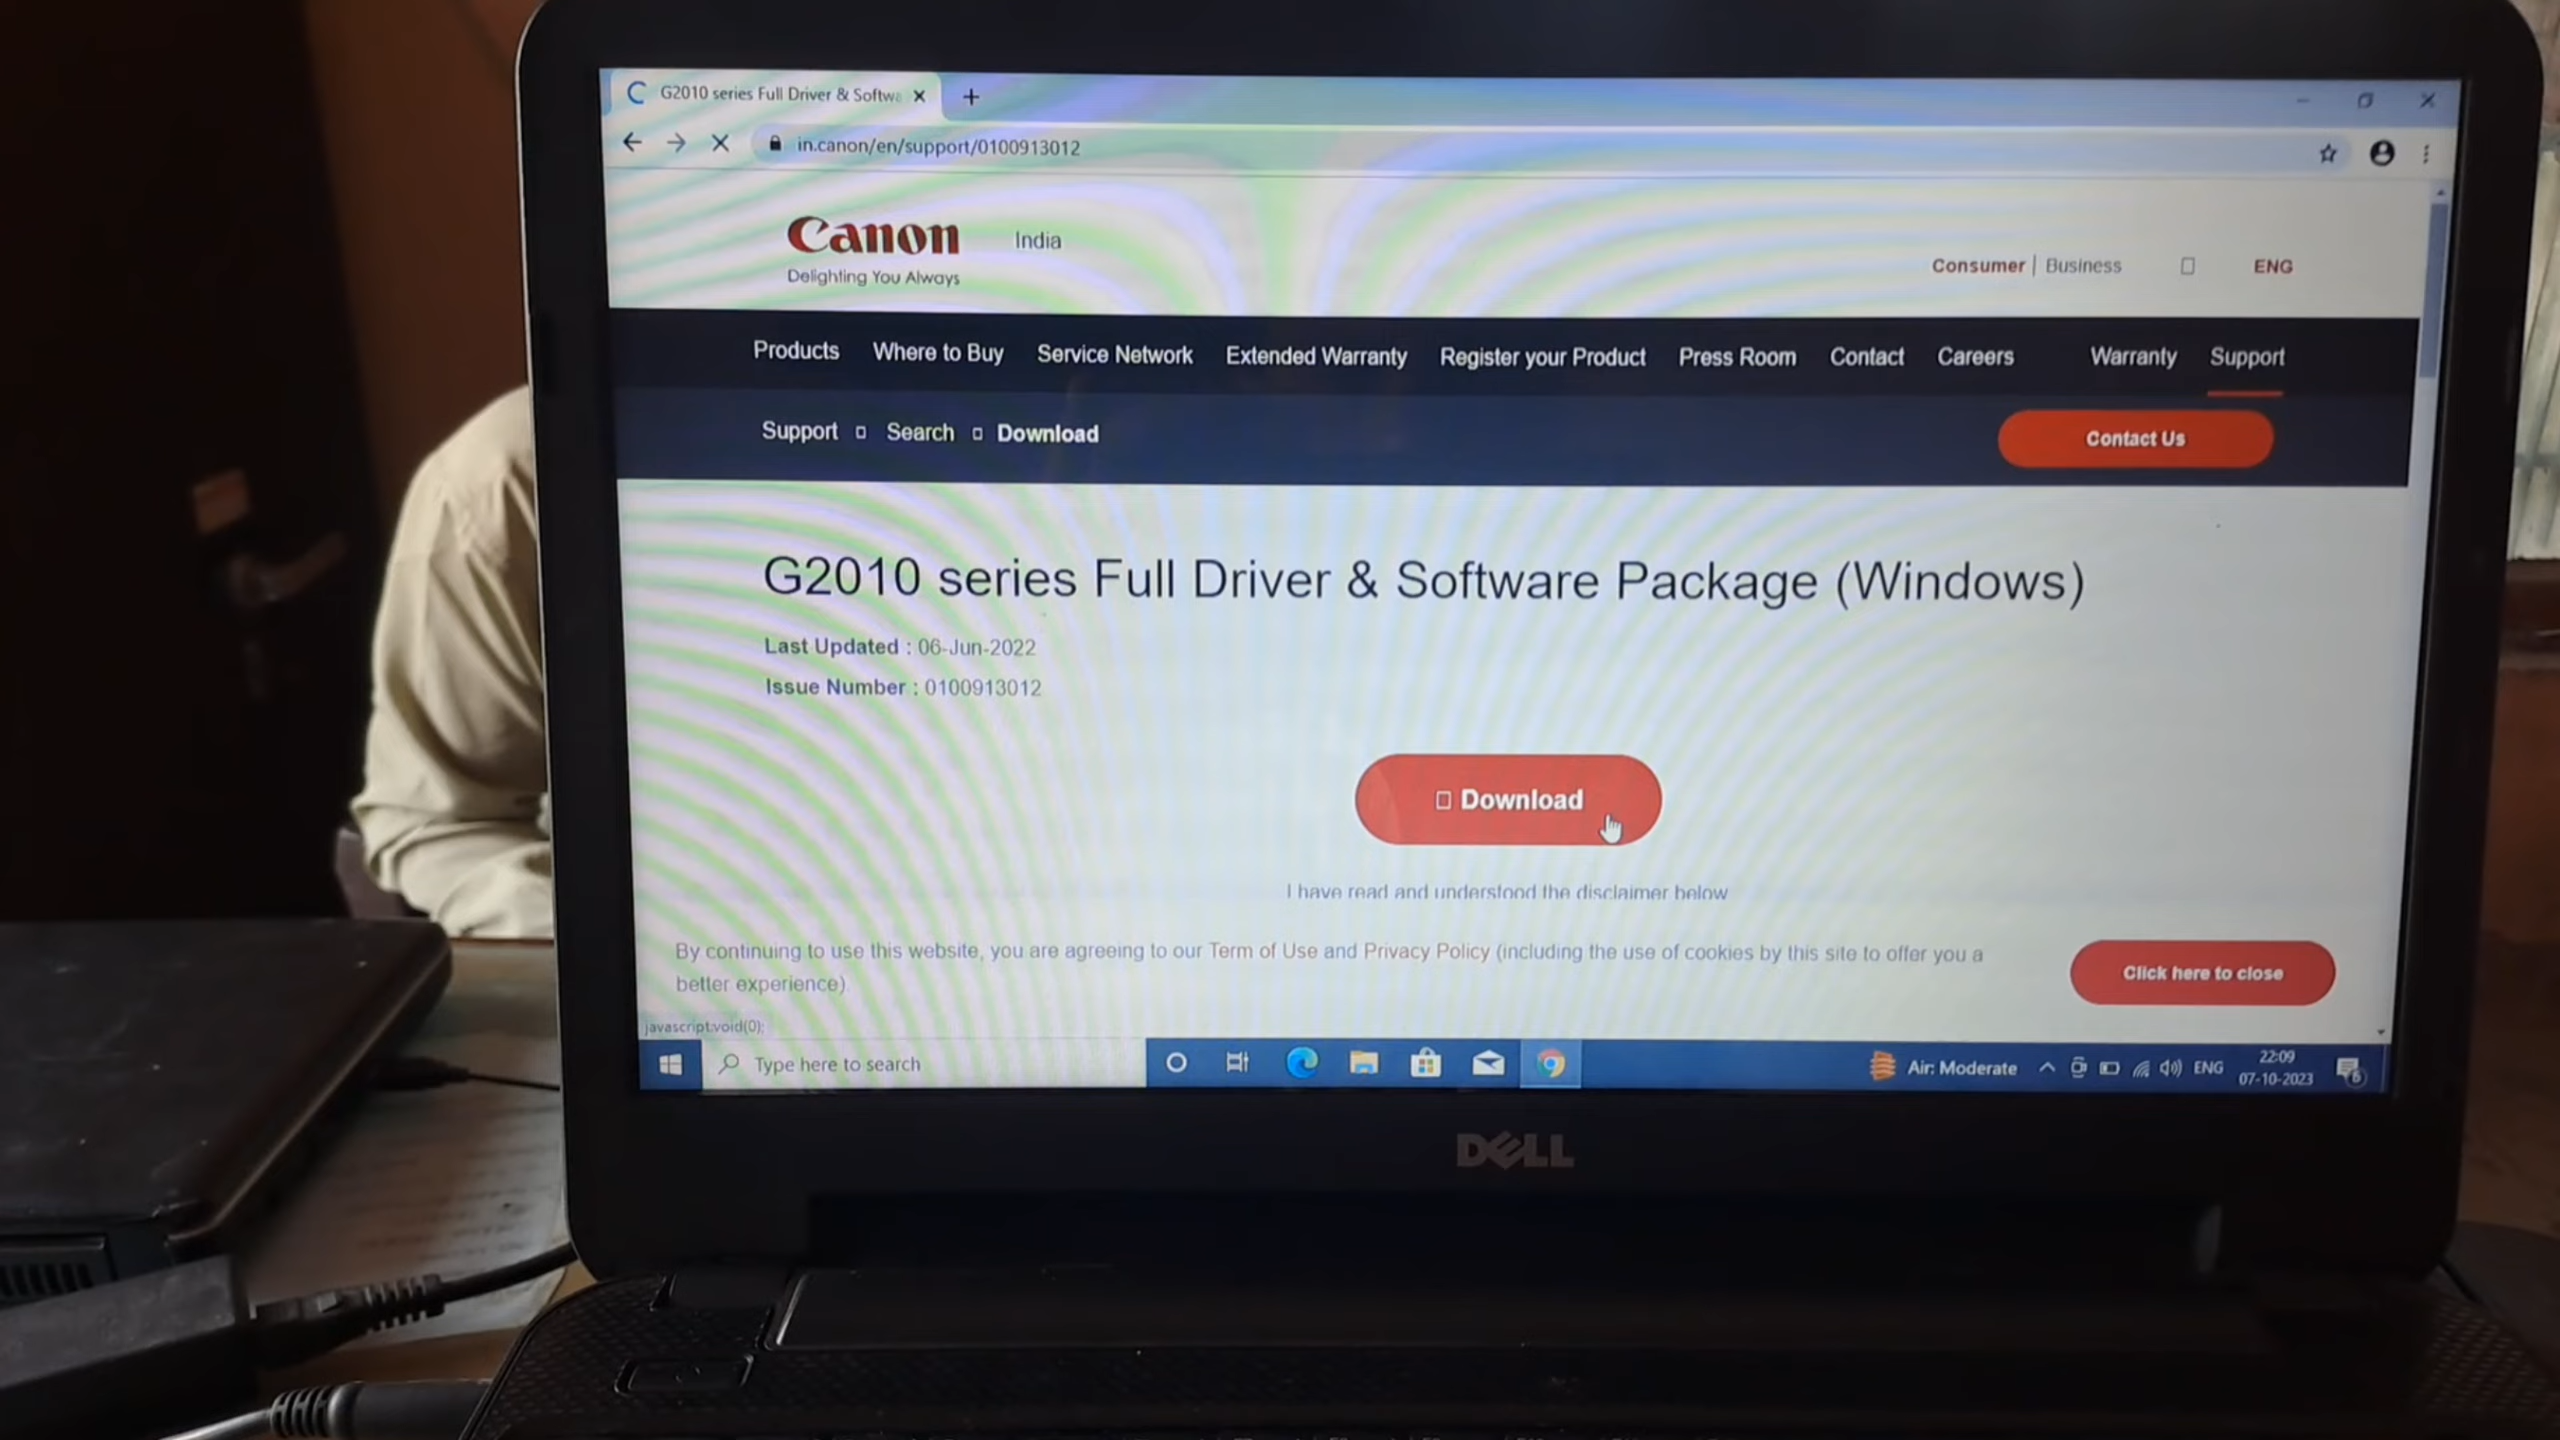 G2010 series Full Driver & Softwa
in.canon/en/support/0100913012
Canon
India
Delighting You Always
Consumer | Business
ENG
Products Where to Buy Service Network Extended Warranty Register your Product Press Room Contact Careers Warranty Support
Support Search Download
Contact Us
G2010 series Full Driver & Software Package (Windows)
Last Updated : 06-Jun-2022
Issue Number : 0100913012
Download
I have read and understood the disclaimer below
By continuing to use this website, you are agreeing to our Term of Use and Privacy Policy (including the use of cookies by this site to offer you a
better experience).
Click here to close
javascript:void(0);
Type here to search
Air: Moderate
ENG
22:09
07-10-2023
6
DELL